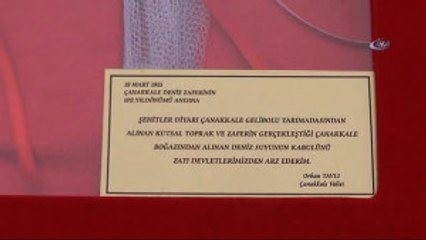 18 MART 1915
ÇANAKKALE DENİZ ZAFERİNİN
102.YILDÖNÜMÜ ANISINA
ŞEHİTLER DİYARI ÇANAKKALE GELİBOLU YARIMADASINDAN
ALINAN KUTSAL TOPRAK VE ZAFERİN GERÇEKLEŞTİĞİ ÇANAKKALE
BOĞAZINDAN ALINAN DENİZ SUYUNUN KABULÜNÜ
ZATI DEVLETLERİMİZDEN ARZ EDERİM.
Orhan TAVLI
Çanakkale Valisi